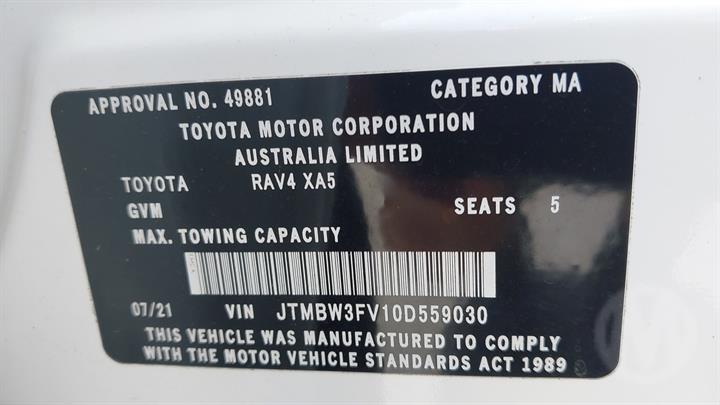 APPROVAL NO. 49881 CATEGORY MA
TOYOTA MOTOR CORPORATION
AUSTRALIA LIMITED
TOYOTA RAV4 XA5
GVM SEATS 5
MAX. TOWING CAPACITY
07/21 VIN JTMBW3FV10D559030
THIS VEHICLE WAS MANUFACTURED TO COMPLY
WITH THE MOTOR VEHICLE STANDARDS ACT 1989